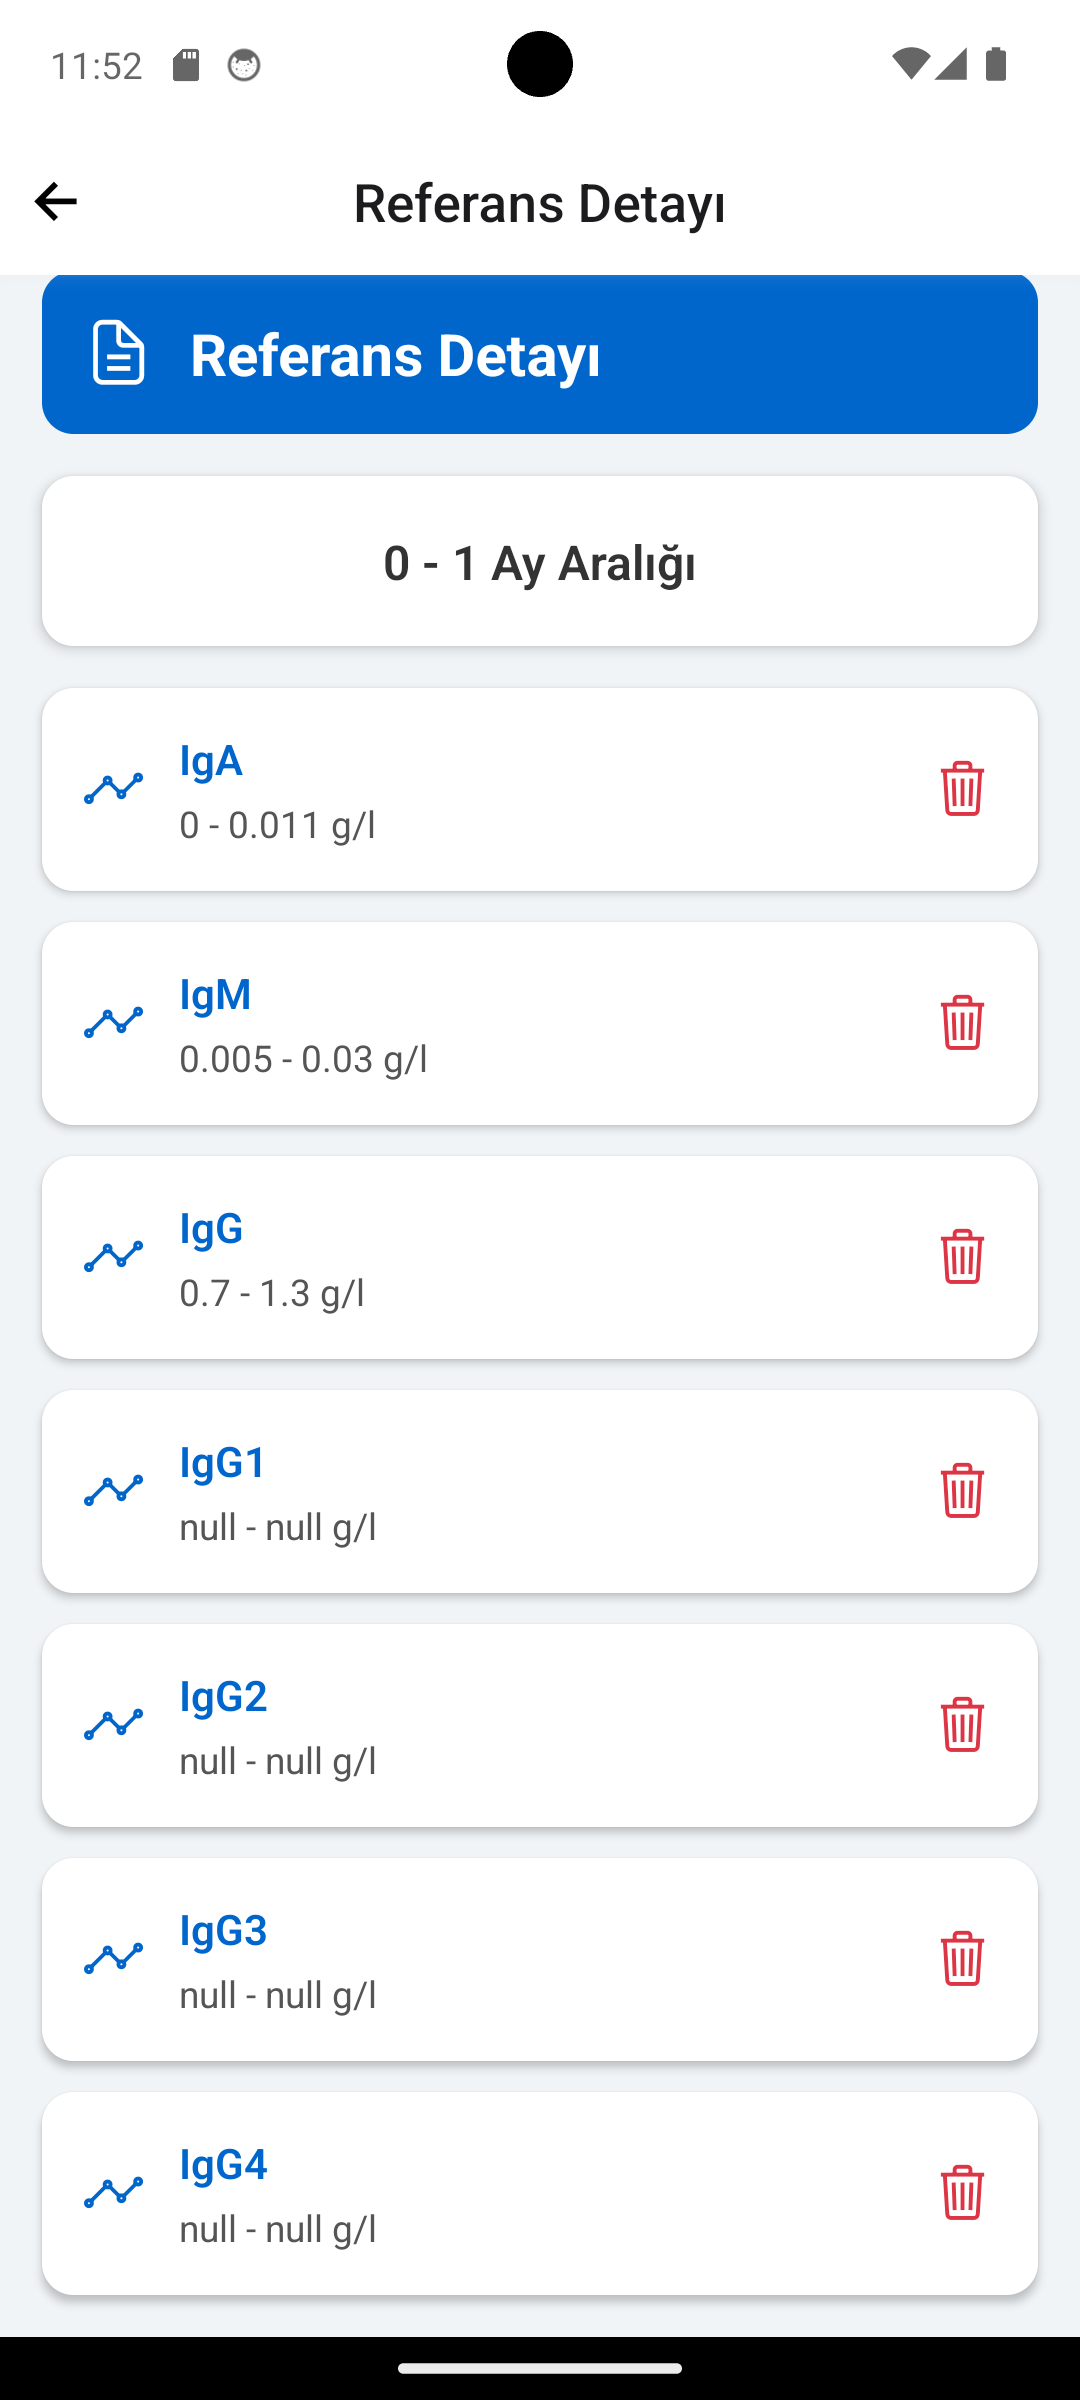 11:52
Referans Detayı
Referans Detayı
0 - 1 Ay Aralığı
IgA
0 - 0.011 g/l
IgM
0.005 - 0.03 g/l
IgG
0.7 - 1.3 g/l
IgG1
null - null g/l
IgG2
null - null g/l
IgG3
null - null g/l
IgG4
null - null g/l